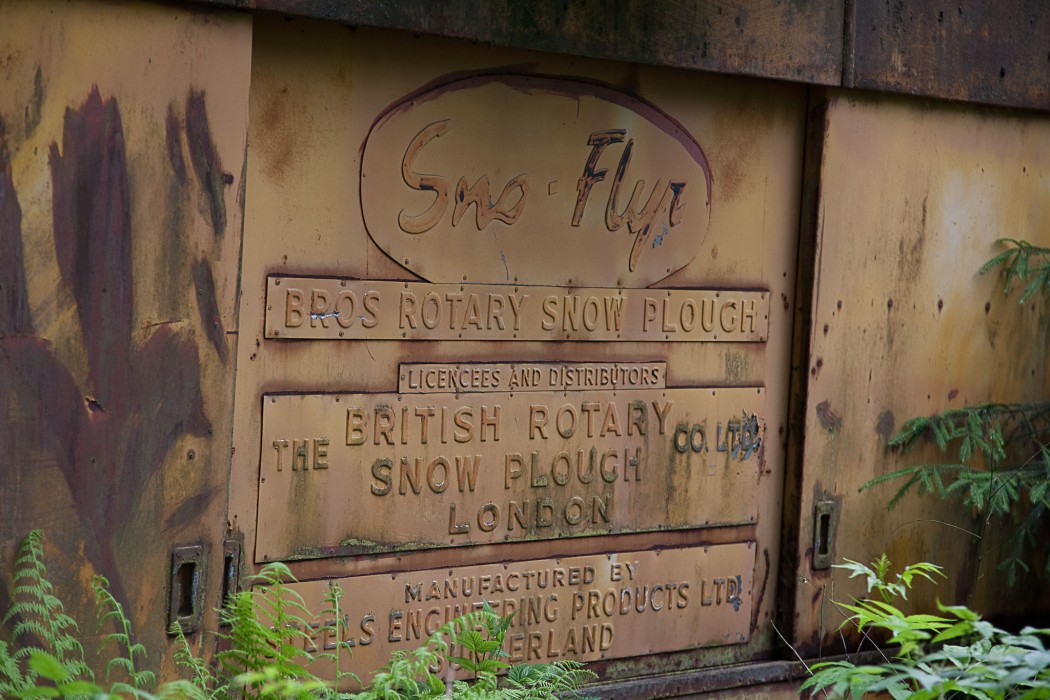 Sno-Flyr
BROS ROTARY SNOW PLOUGH
LICENCEES AND DISTRIBUTORS
THE BRITISH ROTARY CO. LTD.
SNOW PLOUGH
LONDON
MANUFACTURED BY
ENGINEERING PRODUCTS LTD.